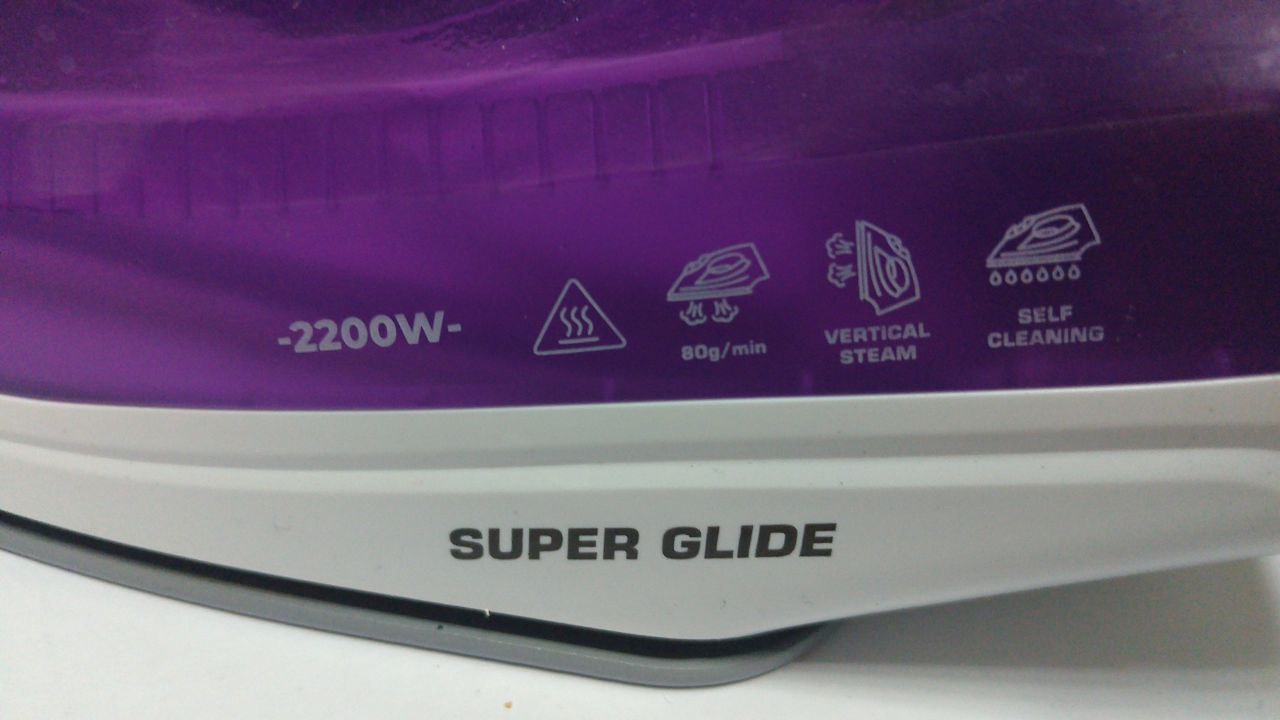 -2200W-
80g/min
VERTICAL
STEAM
SELF
CLEANING
SUPER GLIDE